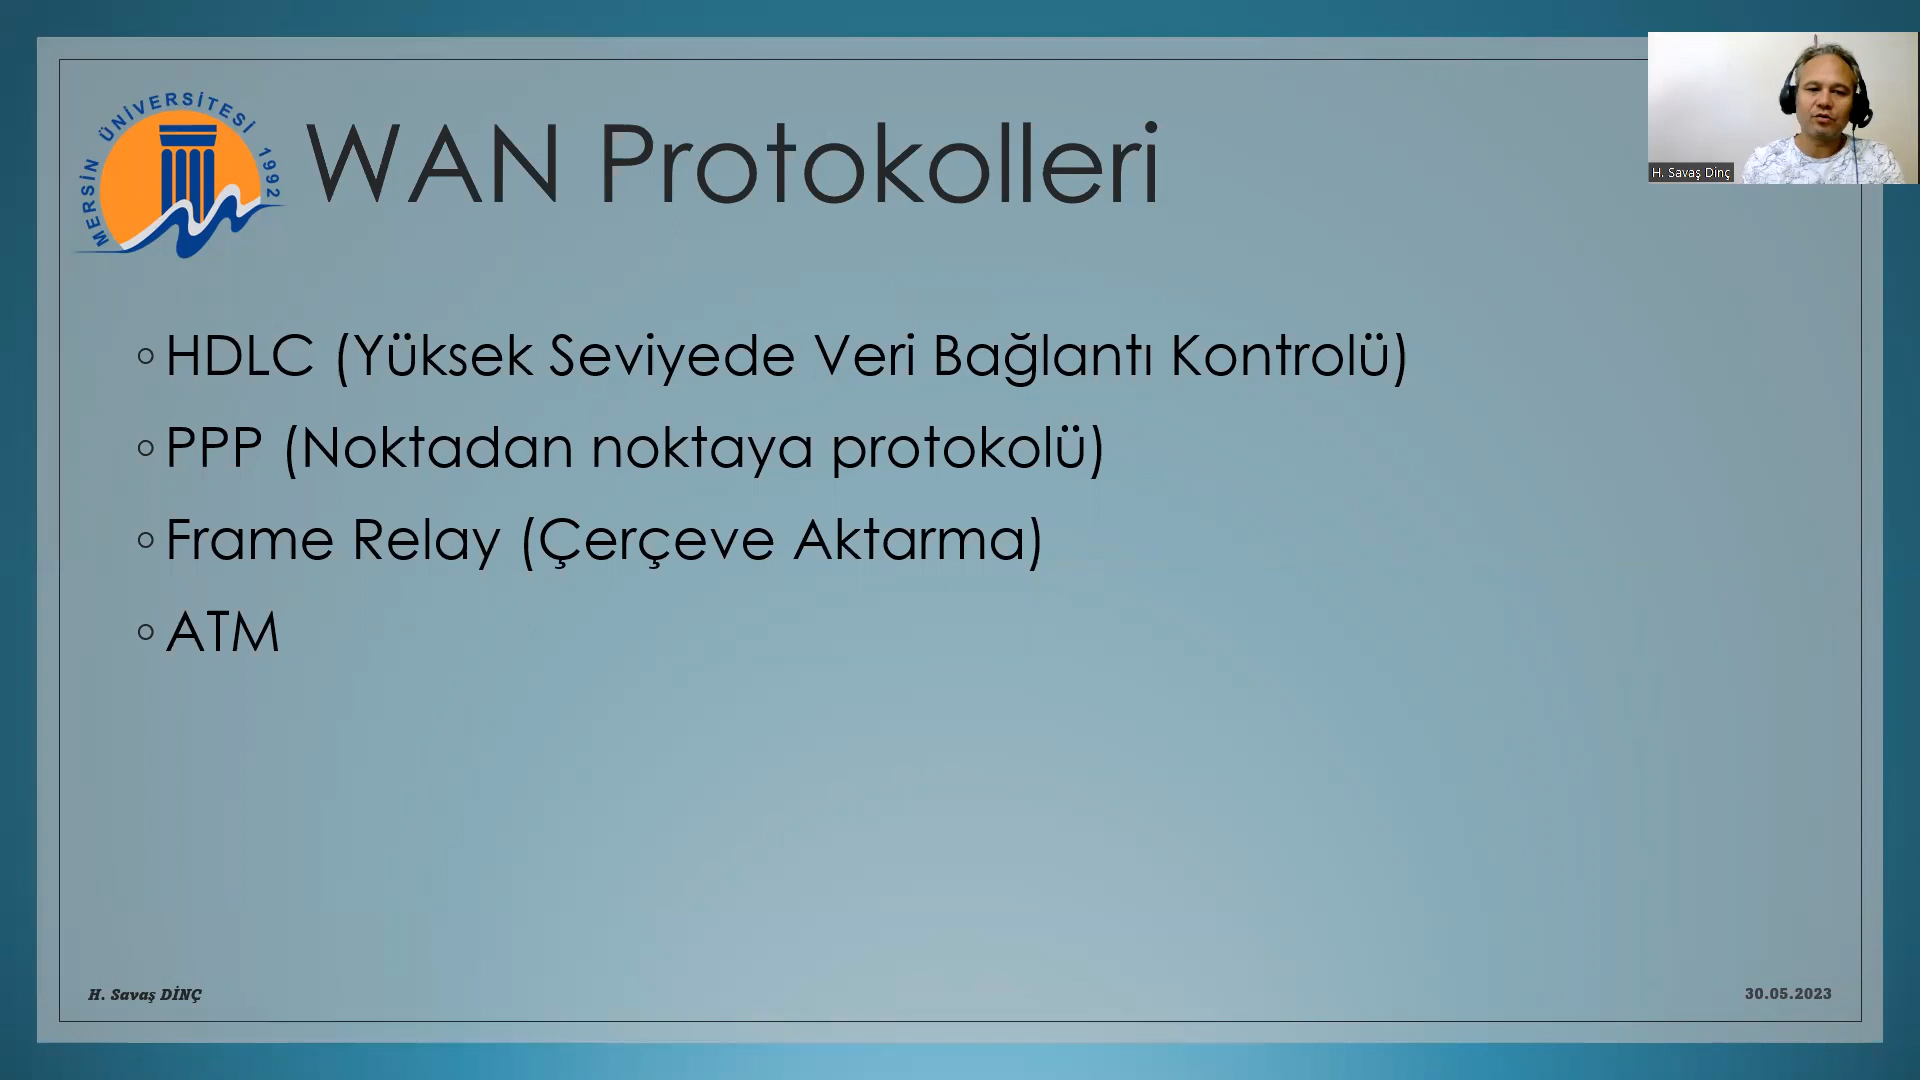 MERSİN ÜNİVERSİTESİ 1992
WAN Protokolleri
H. Savaş Dinç
◦ HDLC (Yüksek Seviyede Veri Bağlantı Kontrolü)
◦ PPP (Noktadan noktaya protokolü)
◦ Frame Relay (Çerçeve Aktarma)
◦ ATM
H. Savaş DİNÇ
30.05.2023